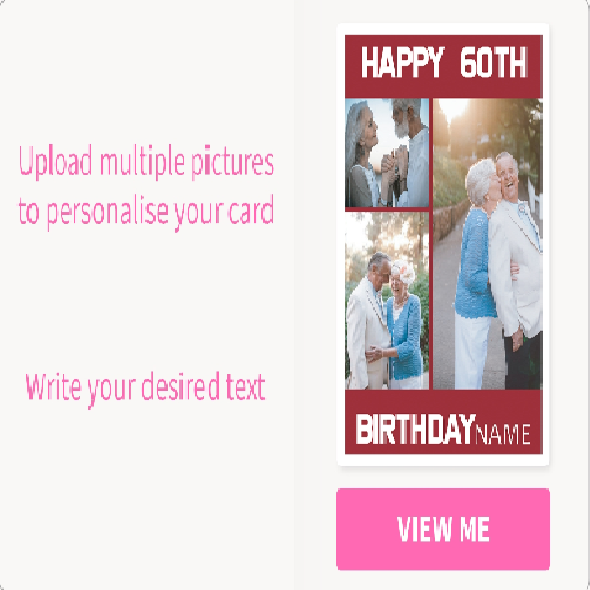 Upload multiple pictures
to personalise your card
Write your desired text
HAPPY 60TH
BIRTHDAY NAME
VIEW ME